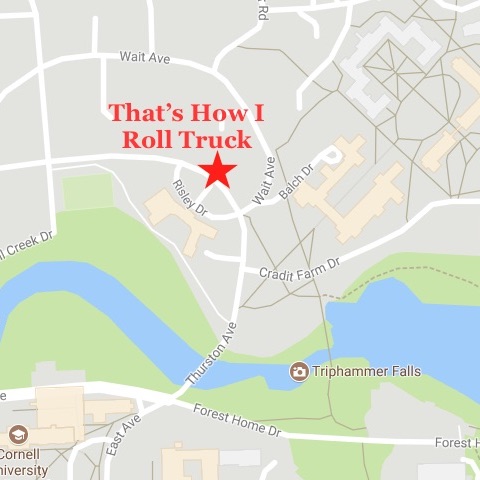 Rd
Wait Ave
That's How I
Roll Truck
Wait Ave
Balch Dr
Risley Dr
ll Creek Dr
Cradit Farm Dr
Thurston Ave
Triphammer Falls
Forest Home Dr
East Ave
Forest H
Cornell
niversity